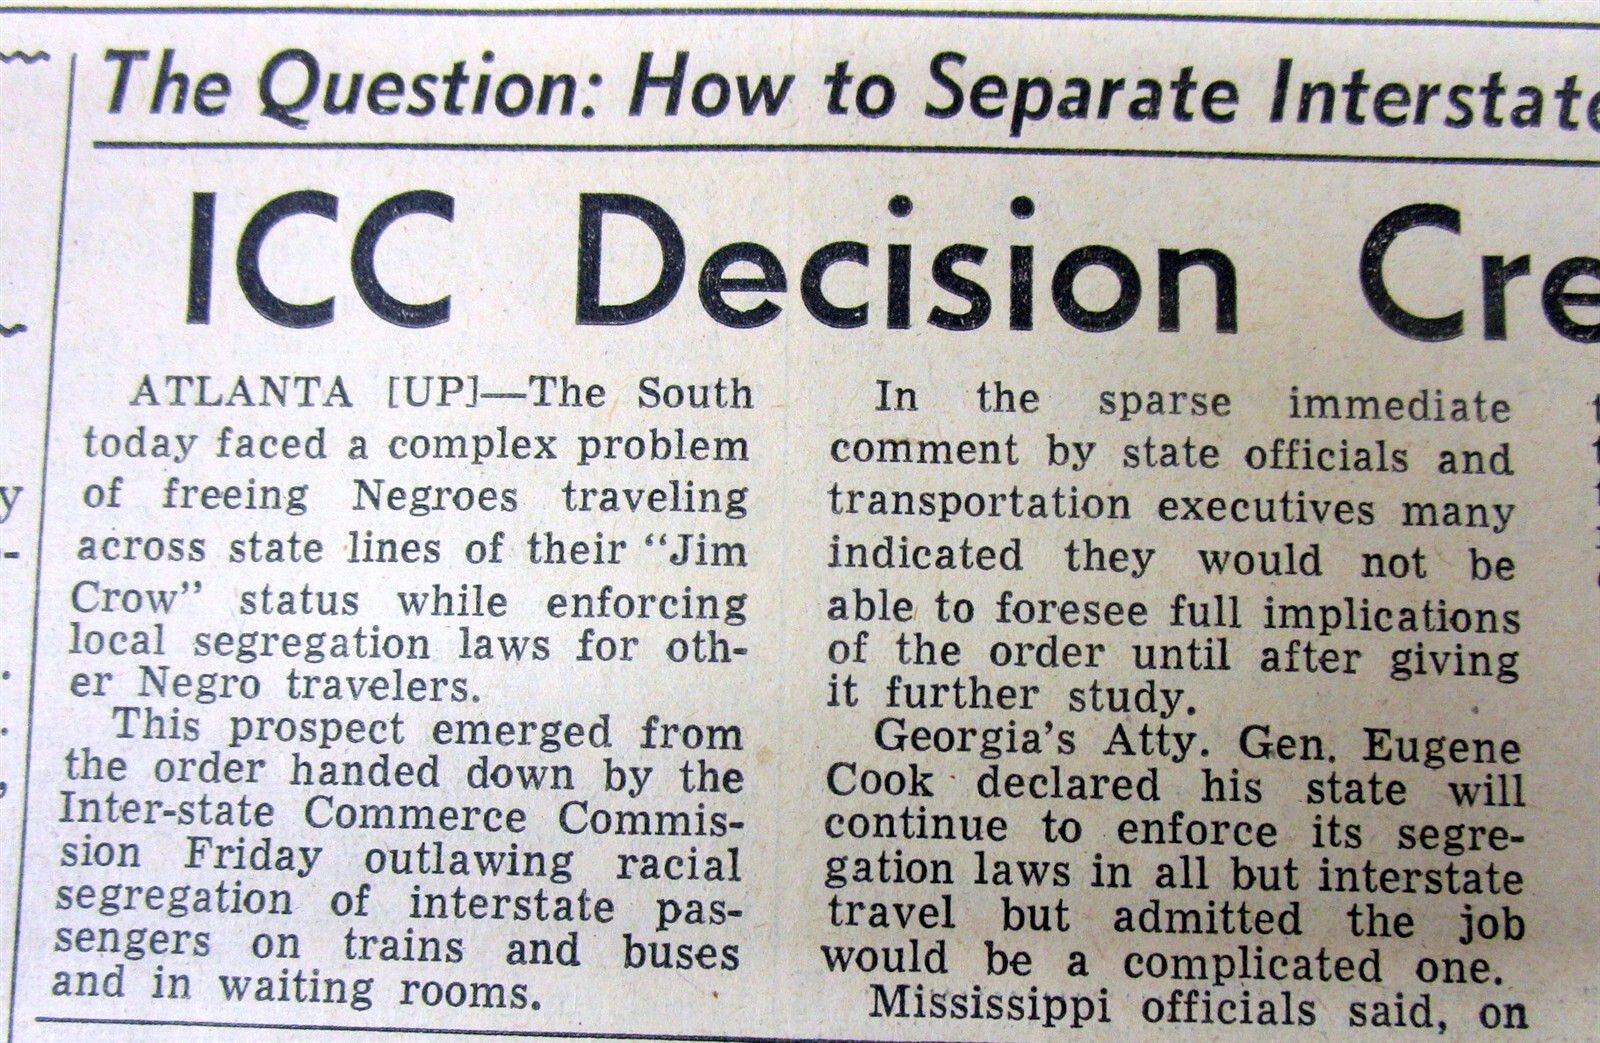 The Question: How to Separate Interstate
ICC Decision Cre
ATLANTA [UP]—The South
today faced a complex problem
of freeing Negroes traveling
across state lines of their "Jim
Crow" status while enforcing
local segregation laws for oth-
er Negro travelers.
This prospect emerged from
the order handed down by the
Inter-state Commerce Commis-
sion Friday outlawing racial
segregation of interstate pas-
sengers on trains and buses
and in waiting rooms.
In the sparse immediate
comment by state officials and
transportation executives many
indicated they would not be
able to foresee full implications
of the order until after giving
it further study.
Georgia's Atty. Gen. Eugene
Cook declared his state will
continue to enforce its segre-
gation laws in all but interstate
travel but admitted the job
would be a complicated one.
Mississippi officials said, on